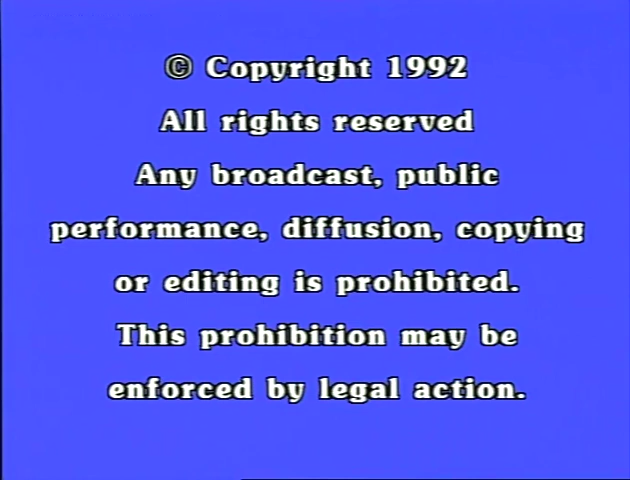 © Copyright 1992
All rights reserved
Any broadcast, public
performance, diffusion, copying
or editing is prohibited.
This prohibition may be
enforced by legal action.